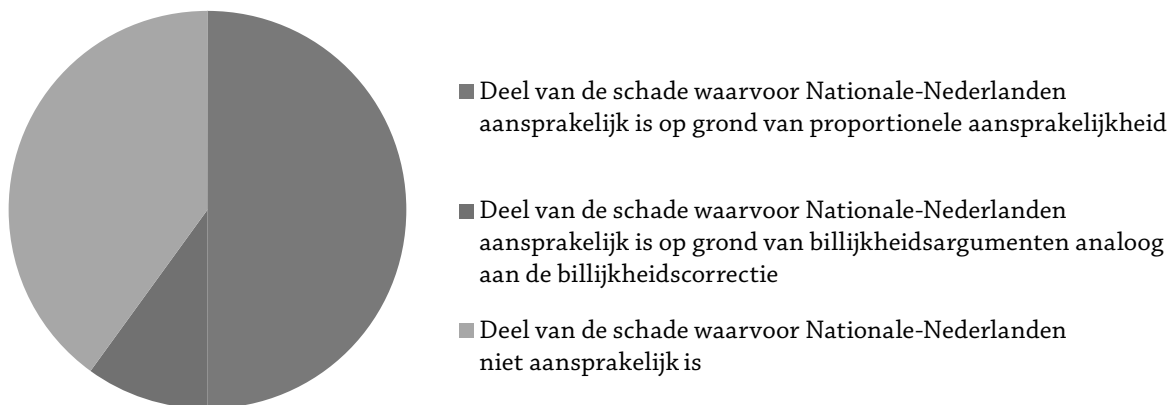 Deel van de schade waarvoor Nationale-Nederlanden
aansprakelijk is op grond van proportionele aansprakelijkheid
Deel van de schade waarvoor Nationale-Nederlanden
aansprakelijk is op grond van billijkheidsargumenten analoog
aan de billijkheidscorrectie
Deel van de schade waarvoor Nationale-Nederlanden
niet aansprakelijk is